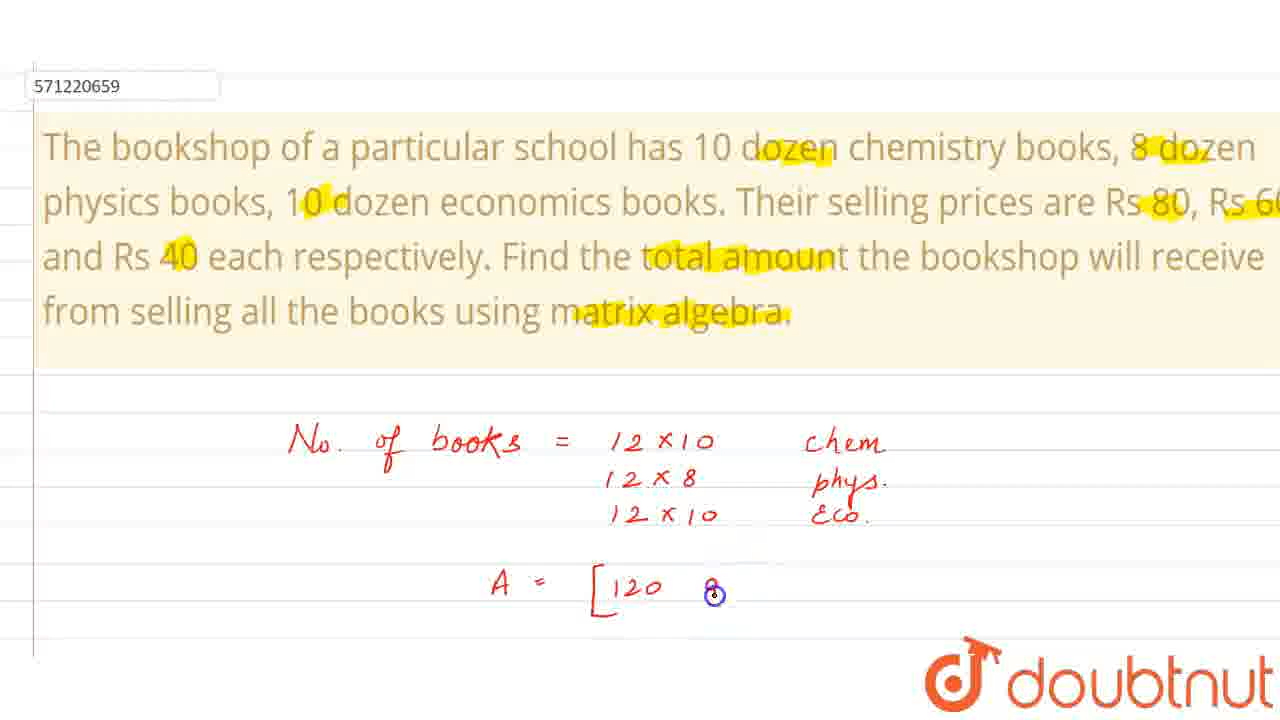 571220659
The bookshop of a particular school has 10 dozen chemistry books, 8 dozen
physics books, 10 dozen economics books. Their selling prices are Rs 80, Rs 60
and Rs 40 each respectively. Find the total amount the bookshop will receive
from selling all the books using matrix algebra.
No. of books = 12 × 10 chem
12 × 8 phys.
12 × 10 Eco.
A = [ 120 9
doubtnut